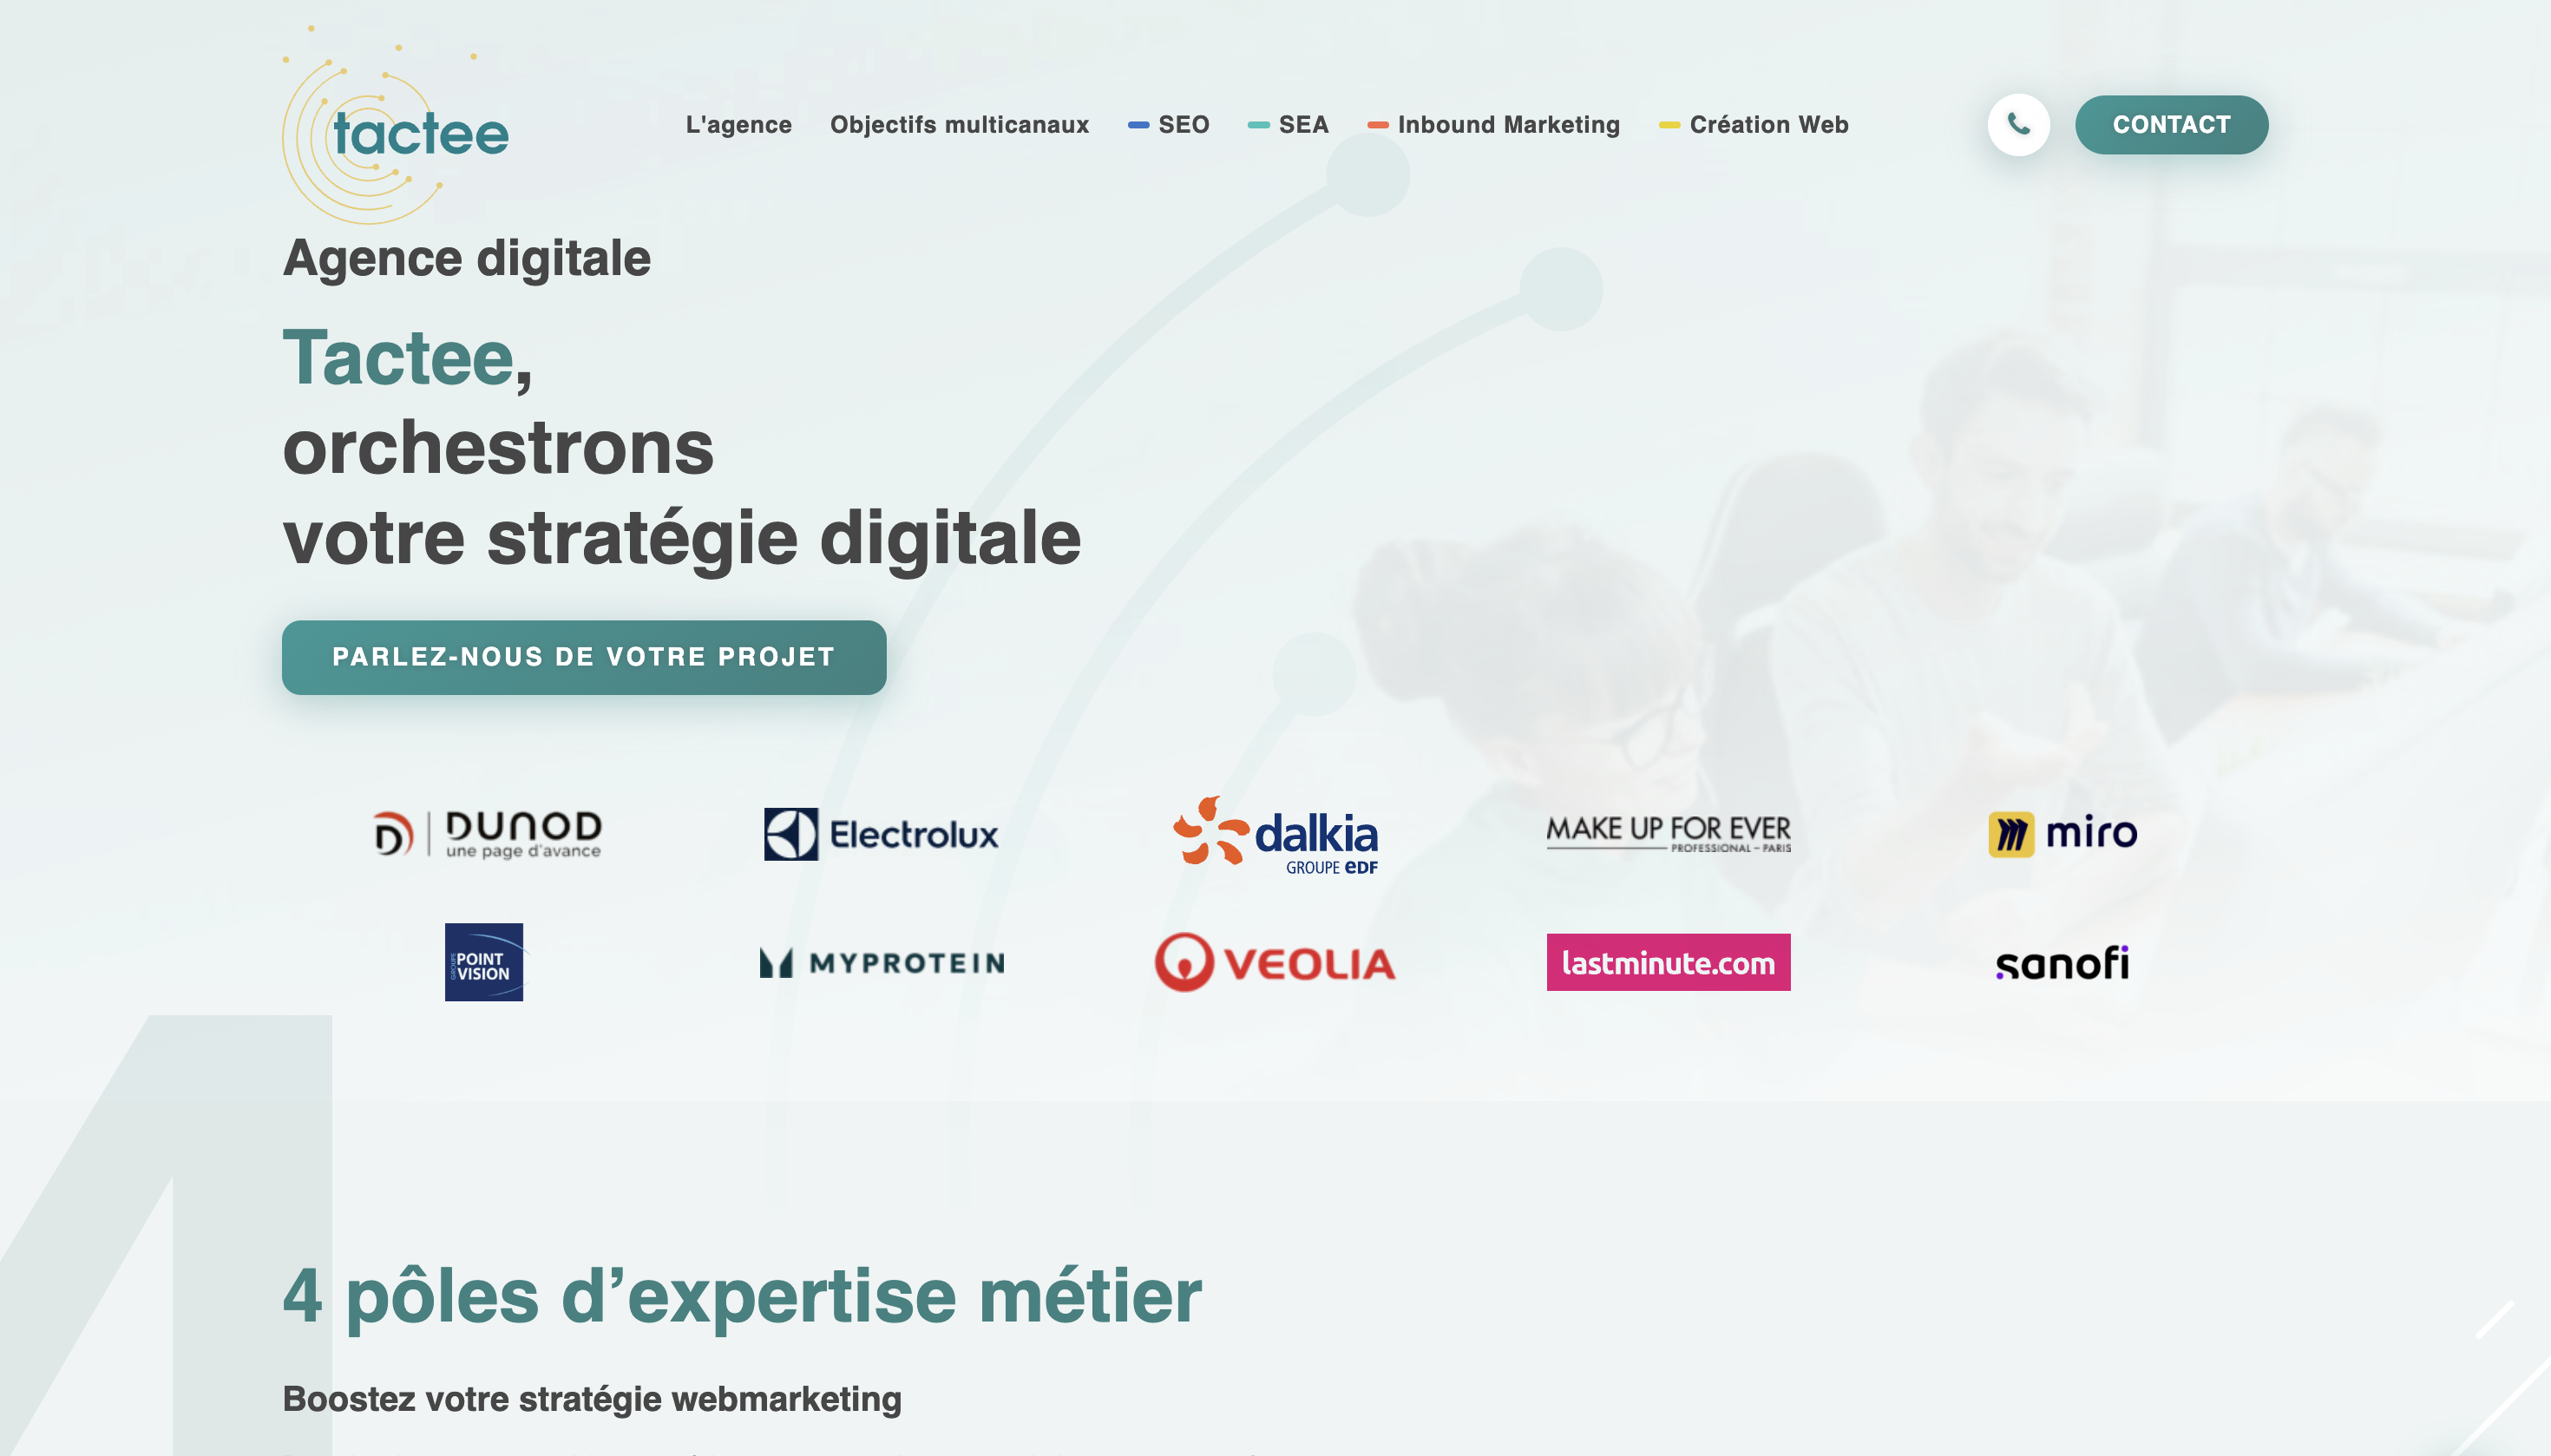 tactee
L'agence
Objectifs multicanaux
SEO
SEA
Inbound Marketing
Création Web
CONTACT
Agence digitale
Tactee,
orchestrons
votre stratégie digitale
PARLEZ-NOUS DE VOTRE PROJET
D DUNOD
une page d'avance
Electrolux
dalkia
GROUPE eDF
MAKE UP FOR EVER
PROFESSIONAL – PARIS
miro
GROUPE
POINT
VISION
MYPROTEIN
VEOLIA
lastminute.com
sanofi
4
4 pôles d’expertise métier
Boostez votre stratégie webmarketing